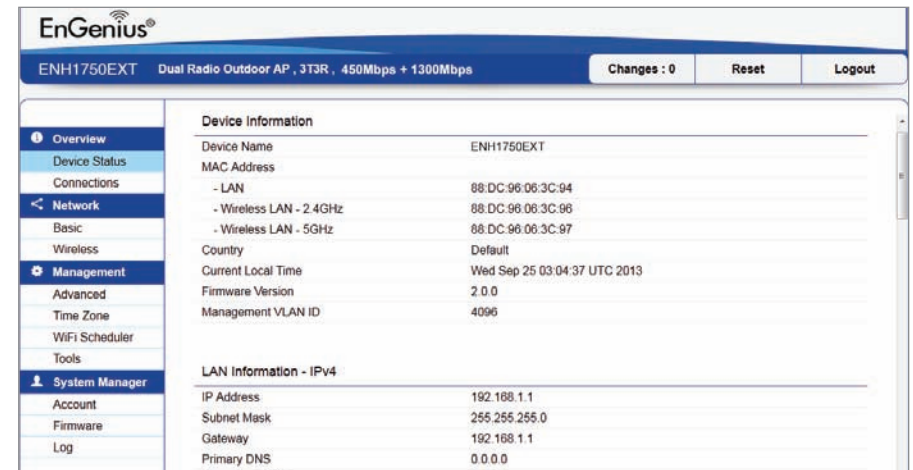 EnGenius®
ENH1750EXT Dual Radio Outdoor AP , 3T3R , 450Mbps + 1300Mbps Changes : 0 Reset Logout
Overview
Device Status
Connections
Network
Basic
Wireless
Management
Advanced
Time Zone
WiFi Scheduler
Tools
System Manager
Account
Firmware
Log
Device Information
Device Name ENH1750EXT
MAC Address
- LAN 88:DC:96:06:3C:94
- Wireless LAN - 2.4GHz 88:DC:96:06:3C:96
- Wireless LAN - 5GHz 88:DC:96:06:3C:97
Country Default
Current Local Time Wed Sep 25 03:04:37 UTC 2013
Firmware Version 2.0.0
Management VLAN ID 4096
LAN Information - IPv4
IP Address 192.168.1.1
Subnet Mask 255.255.255.0
Gateway 192.168.1.1
Primary DNS 0.0.0.0